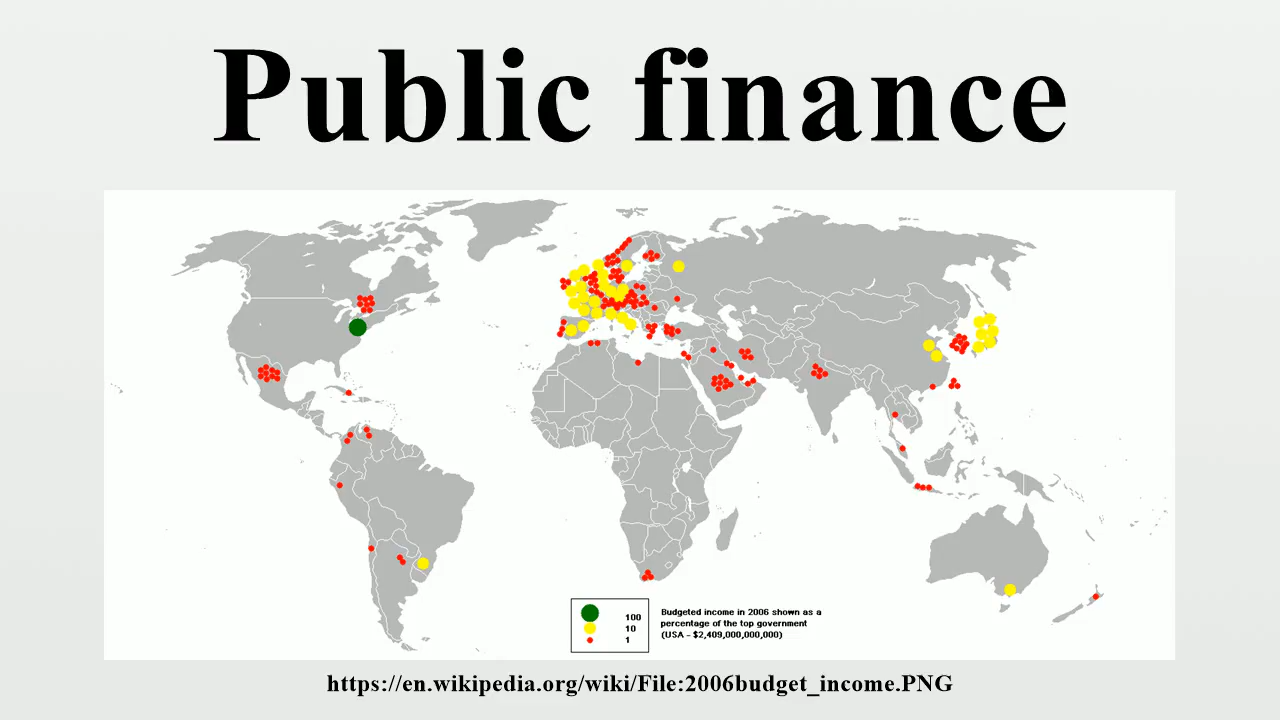 Public finance
100
10
1
Budgeted income in 2006 shown as a
percentage of the top government
(USA - $2,409,000,000,000)
https://en.wikipedia.org/wiki/File:2006budget_income.PNG